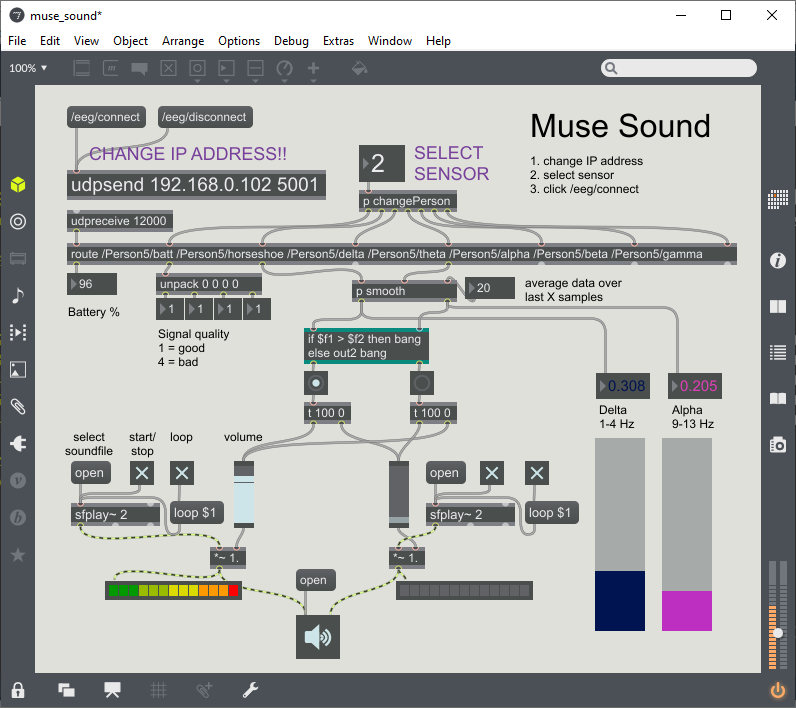 muse_sound*
File Edit View Object Arrange Options Debug Extras Window Help
100%
/eeg/connect /eeg/disconnect
CHANGE IP ADDRESS!!
udpsend 192.168.0.102 5001
2
SELECT
SENSOR
Muse Sound
1. change IP address
2. select sensor
3. click /eeg/connect
p changePerson
udpreceive 12000
route /Person5/batt /Person5/horseshoe /Person5/delta /Person5/theta /Person5/alpha /Person5/beta /Person5/gamma
96
Battery %
unpack 0 0 0 0
1 1 1 1
Signal quality
1 = good
4 = bad
p smooth
20
average data over
last X samples
if $f1 > $f2 then bang
else out2 bang
t 100 0
t 100 0
0.308
0.205
Delta
1-4 Hz
Alpha
9-13 Hz
select
soundfile
start/
stop
loop
volume
open
sfplay~ 2
loop $1
*~ 1.
open
sfplay~ 2
loop $1
*~ 1.
open